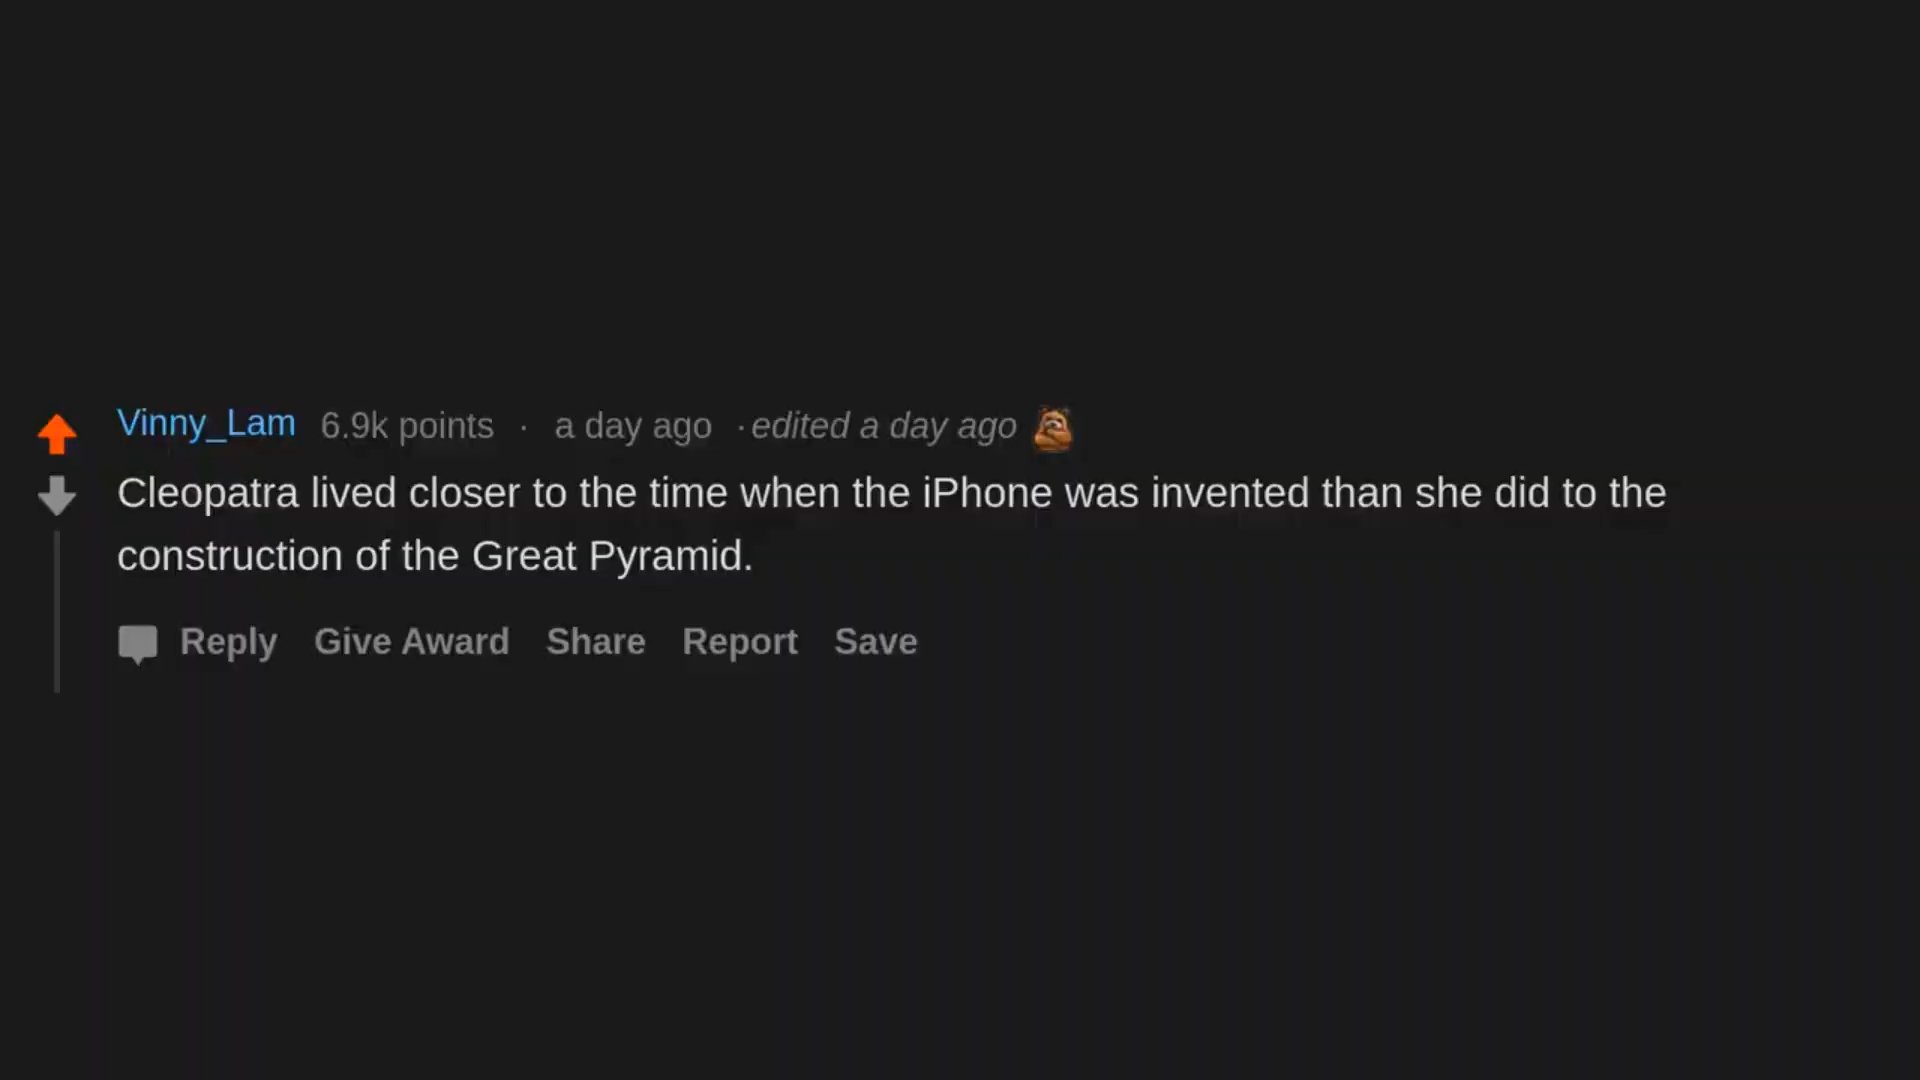 Vinny_Lam 6.9k points · a day ago ·edited a day ago
Cleopatra lived closer to the time when the iPhone was invented than she did to the
construction of the Great Pyramid.
Reply Give Award Share Report Save